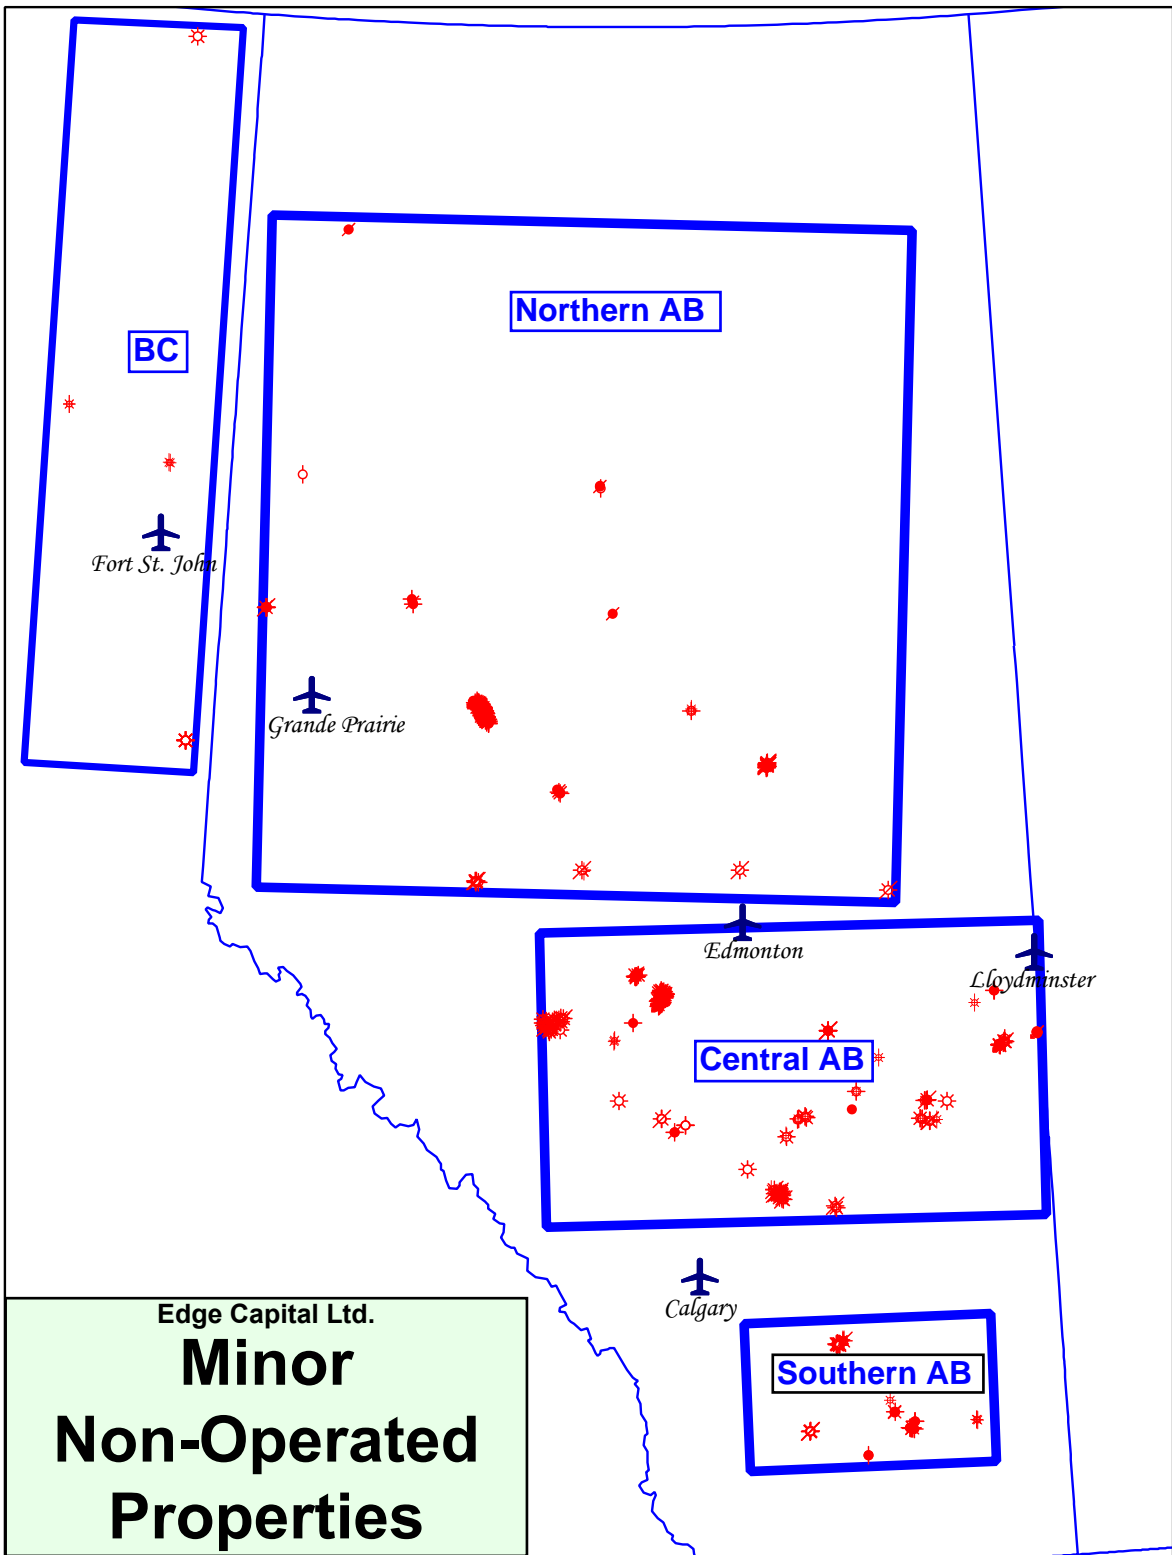 Northern AB
BC
Fort St. John
Grande Prairie
Edmonton
Lloydminster
Central AB
Calgary
Southern AB
Edge Capital Ltd.
Minor
Non-Operated
Properties